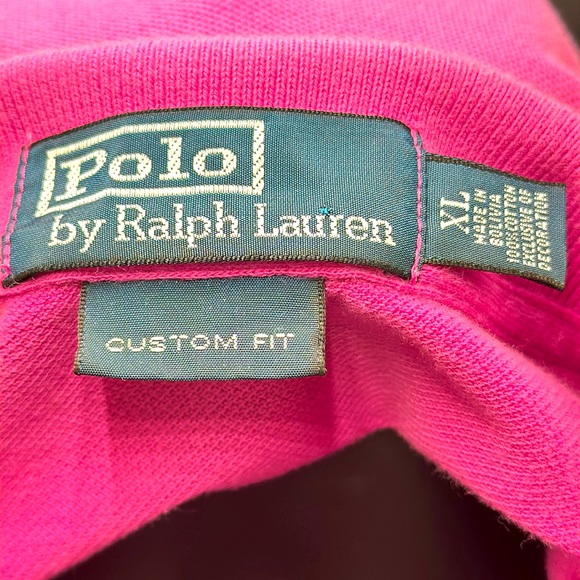 Polo
by Ralph Lauren
CUSTOM FIT
XL
MADE IN
BOLIVIA
100% COTTON
EXCLUSIVE OF
DECORATION